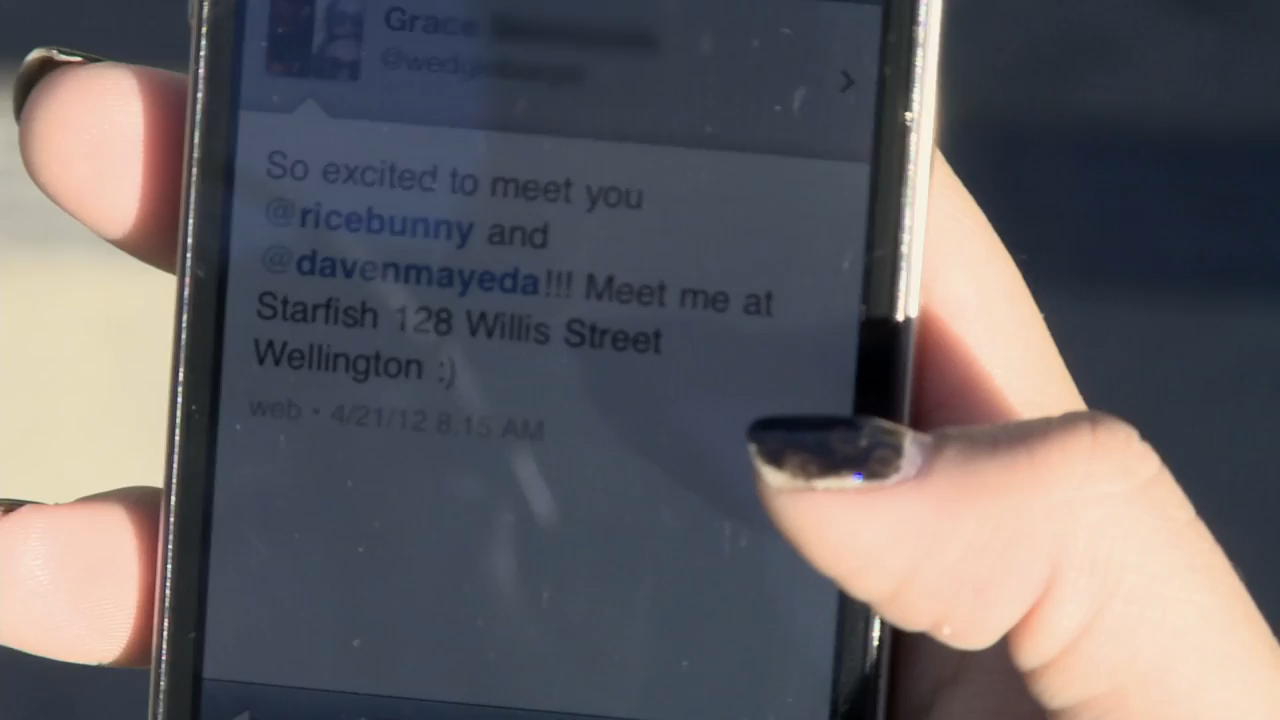 Grace
So excited to meet you
@ricebunny and
@davenmayeda!!! Meet me at
Starfish 128 Willis Street
Wellington :)
web • 4/21/12 8:15 AM